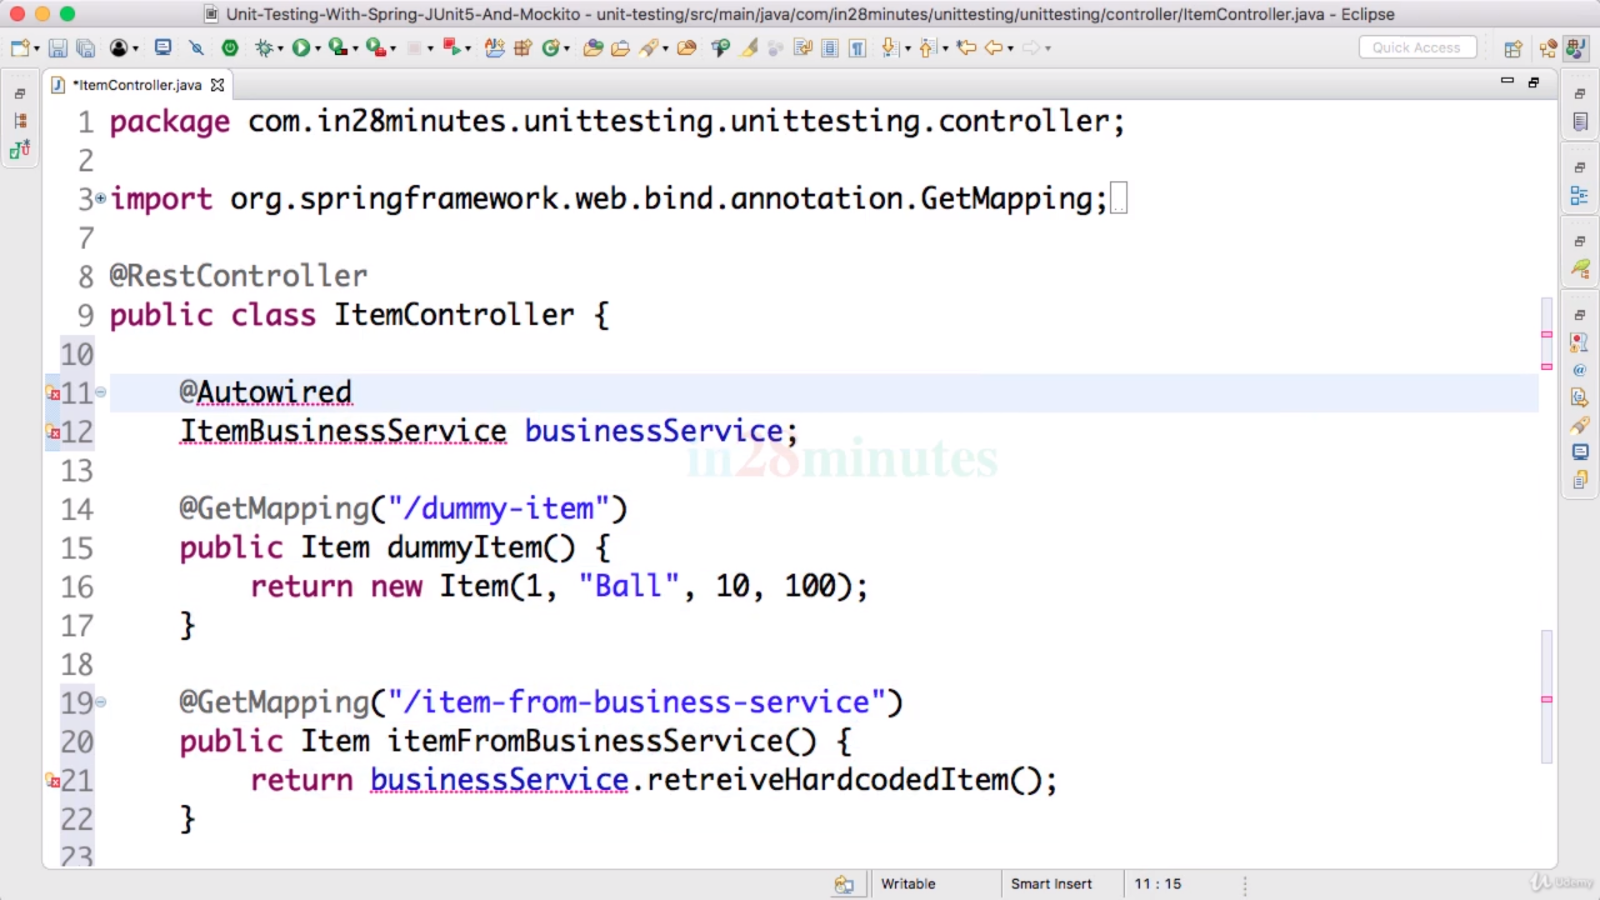 Unit-Testing-With-Spring-JUnit5-And-Mockito - unit-testing/src/main/java/com/in28minutes/unittesting/unittesting/controller/ItemController.java - Eclipse
Quick Access
*ItemController.java
1 package com.in28minutes.unittesting.unittesting.controller;
2
3 import org.springframework.web.bind.annotation.GetMapping;
7
8 @RestController
9 public class ItemController {
10
11 @Autowired
12 ItemBusinessService businessService;
in28minutes
13
14 @GetMapping("/dummy-item")
15 public Item dummyItem() {
16 return new Item(1, "Ball", 10, 100);
17 }
18
19 @GetMapping("/item-from-business-service")
20 public Item itemFromBusinessService() {
21 return businessService.retreiveHardcodedItem();
22 }
23
Writable Smart Insert 11 : 15
Udemy